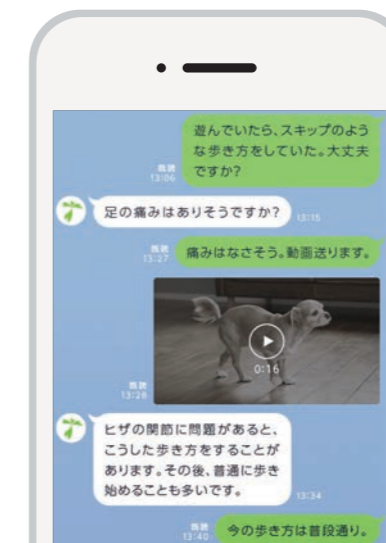 遊んでいたら、スキップのよう
な歩き方をしていた。大丈夫
ですか?
既読
13:06
足の痛みはありそうですか?
13:15
既読
13:27
痛みはなさそう。動画送ります。
0:16
既読
13:28
ヒザの関節に問題があると、
こうした歩き方をすることが
あります。その後、普通に歩き
始めることも多いです。
13:34
既読
13:40
今の歩き方は普段通り。